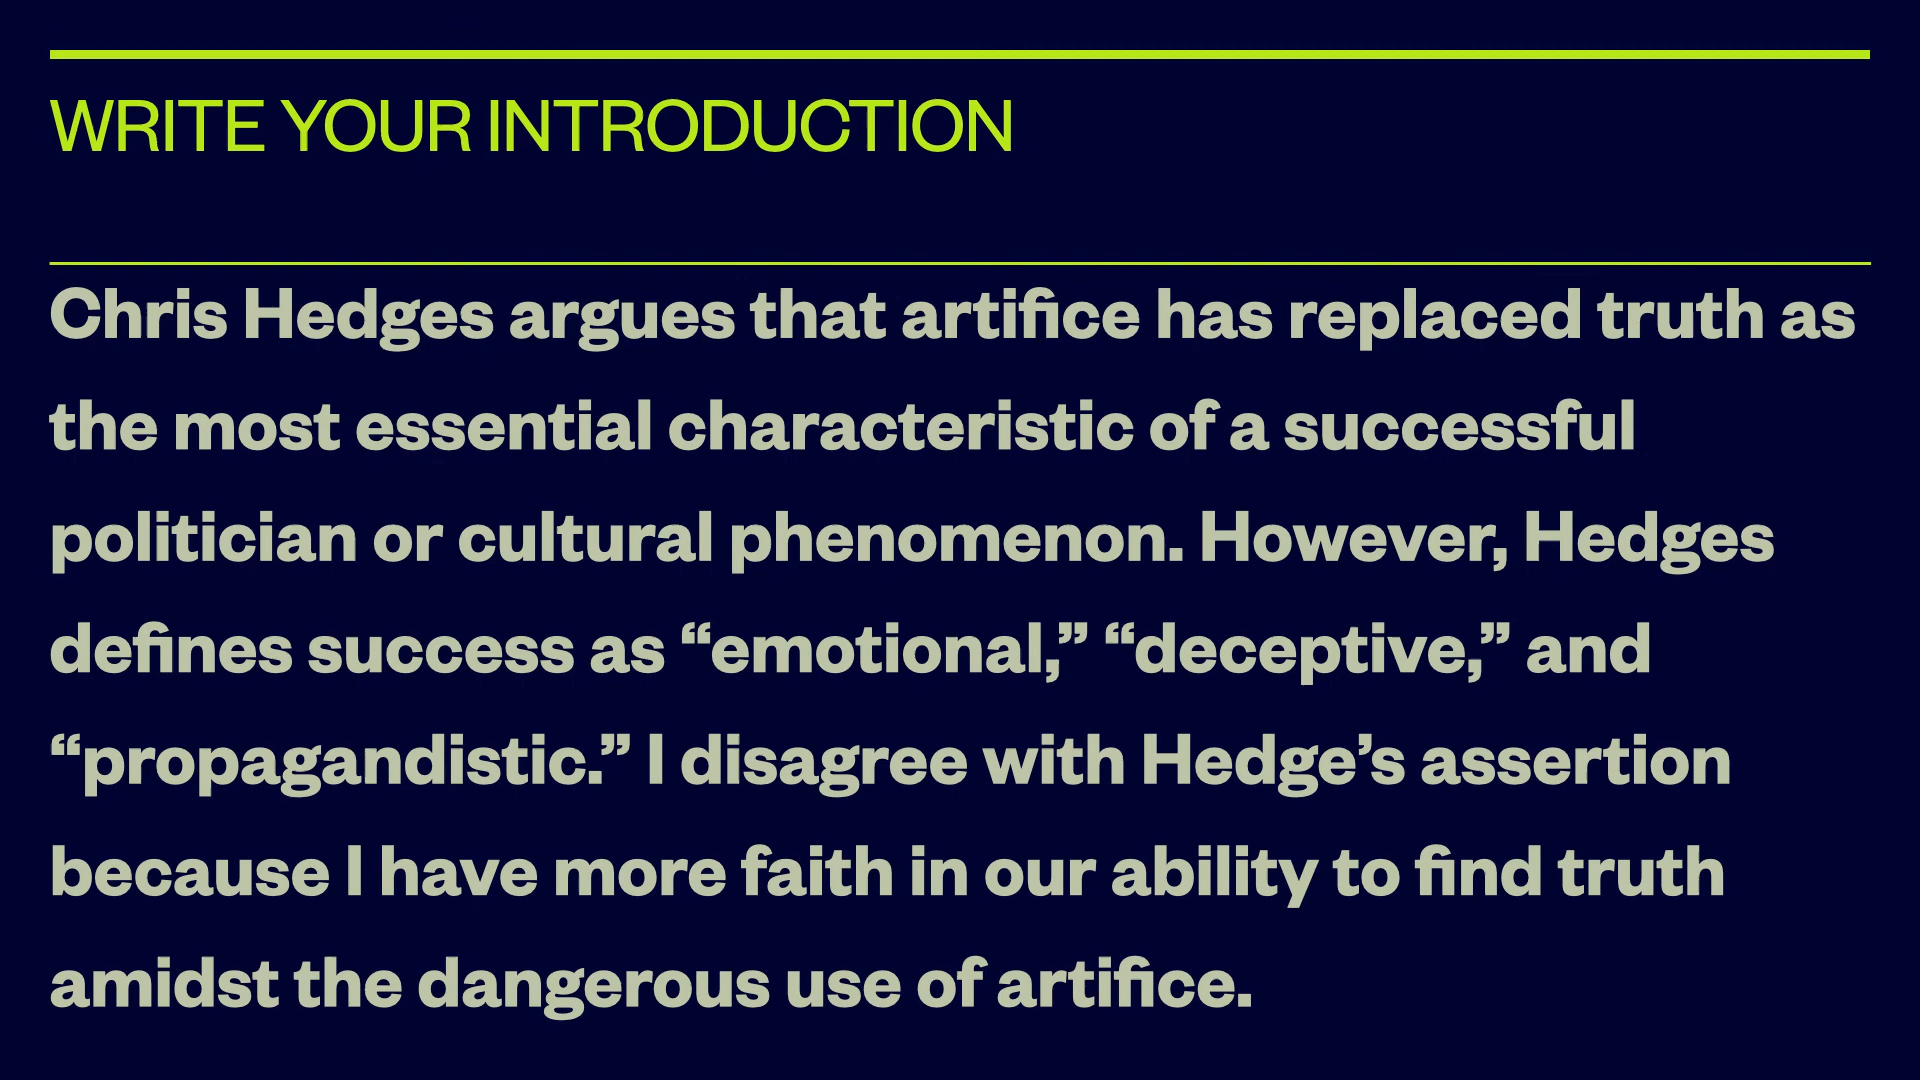 WRITE YOUR INTRODUCTION
Chris Hedges argues that artifice has replaced truth as
the most essential characteristic of a successful
politician or cultural phenomenon. However, Hedges
defines success as “emotional,” “deceptive,” and
“propagandistic.” I disagree with Hedge’s assertion
because I have more faith in our ability to find truth
amidst the dangerous use of artifice.